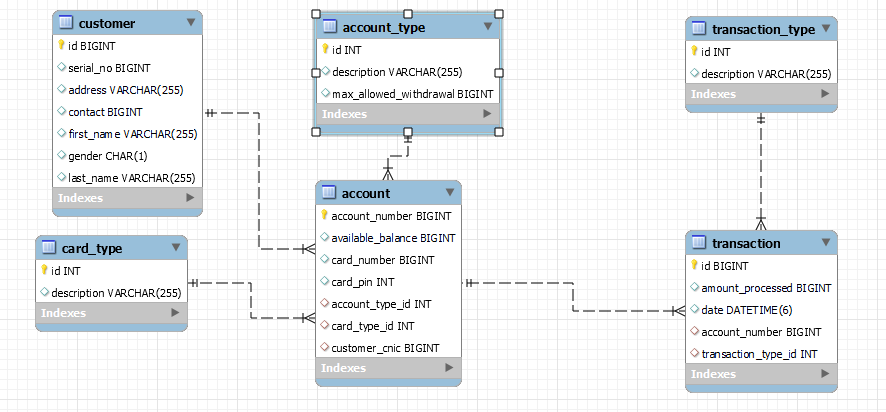 customer
id BIGINT
serial_no BIGINT
address VARCHAR(255)
contact BIGINT
first_name VARCHAR(255)
gender CHAR(1)
last_name VARCHAR(255)
Indexes
account_type
id INT
description VARCHAR(255)
max_allowed_withdrawal BIGINT
Indexes
transaction_type
id INT
description VARCHAR(255)
Indexes
card_type
id INT
description VARCHAR(255)
Indexes
account
account_number BIGINT
available_balance BIGINT
card_number BIGINT
card_pin INT
account_type_id INT
card_type_id INT
customer_cnic BIGINT
Indexes
transaction
id BIGINT
amount_processed BIGINT
date DATETIME(6)
account_number BIGINT
transaction_type_id INT
Indexes